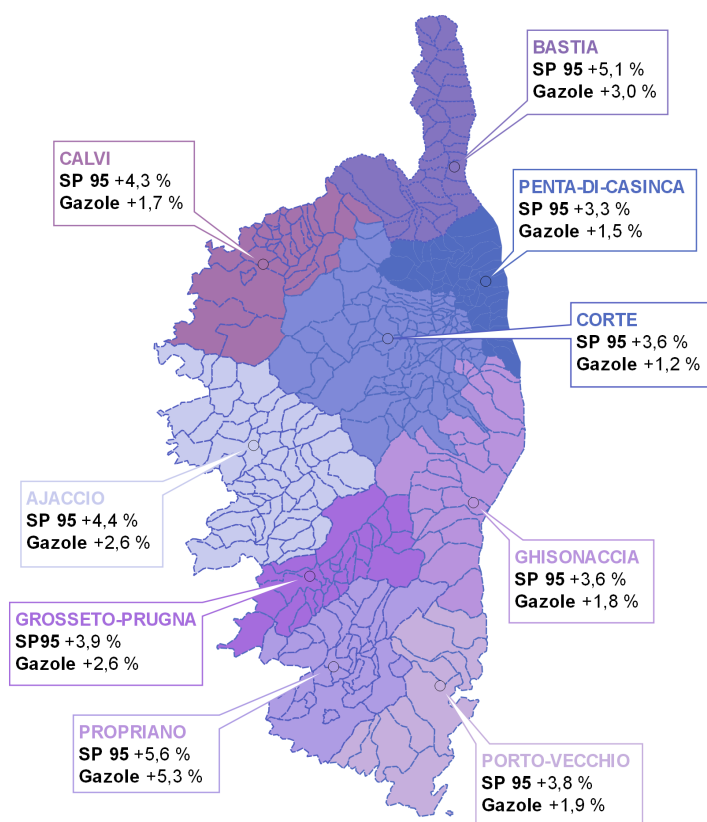 BASTIA
SP 95 +5,1 %
Gazole +3,0 %
CALVI
SP 95 +4,3 %
Gazole +1,7 %
PENTA-DI-CASINCA
SP 95 +3,3 %
Gazole +1,5 %
CORTE
SP 95 +3,6 %
Gazole +1,2 %
AJACCIO
SP 95 +4,4 %
Gazole +2,6 %
GHISONACCIA
SP 95 +3,6 %
Gazole +1,8 %
GROSSETO-PRUGNA
SP95 +3,9 %
Gazole +2,6 %
PROPRIANO
SP 95 +5,6 %
Gazole +5,3 %
PORTO-VECCHIO
SP 95 +3,8 %
Gazole +1,9 %